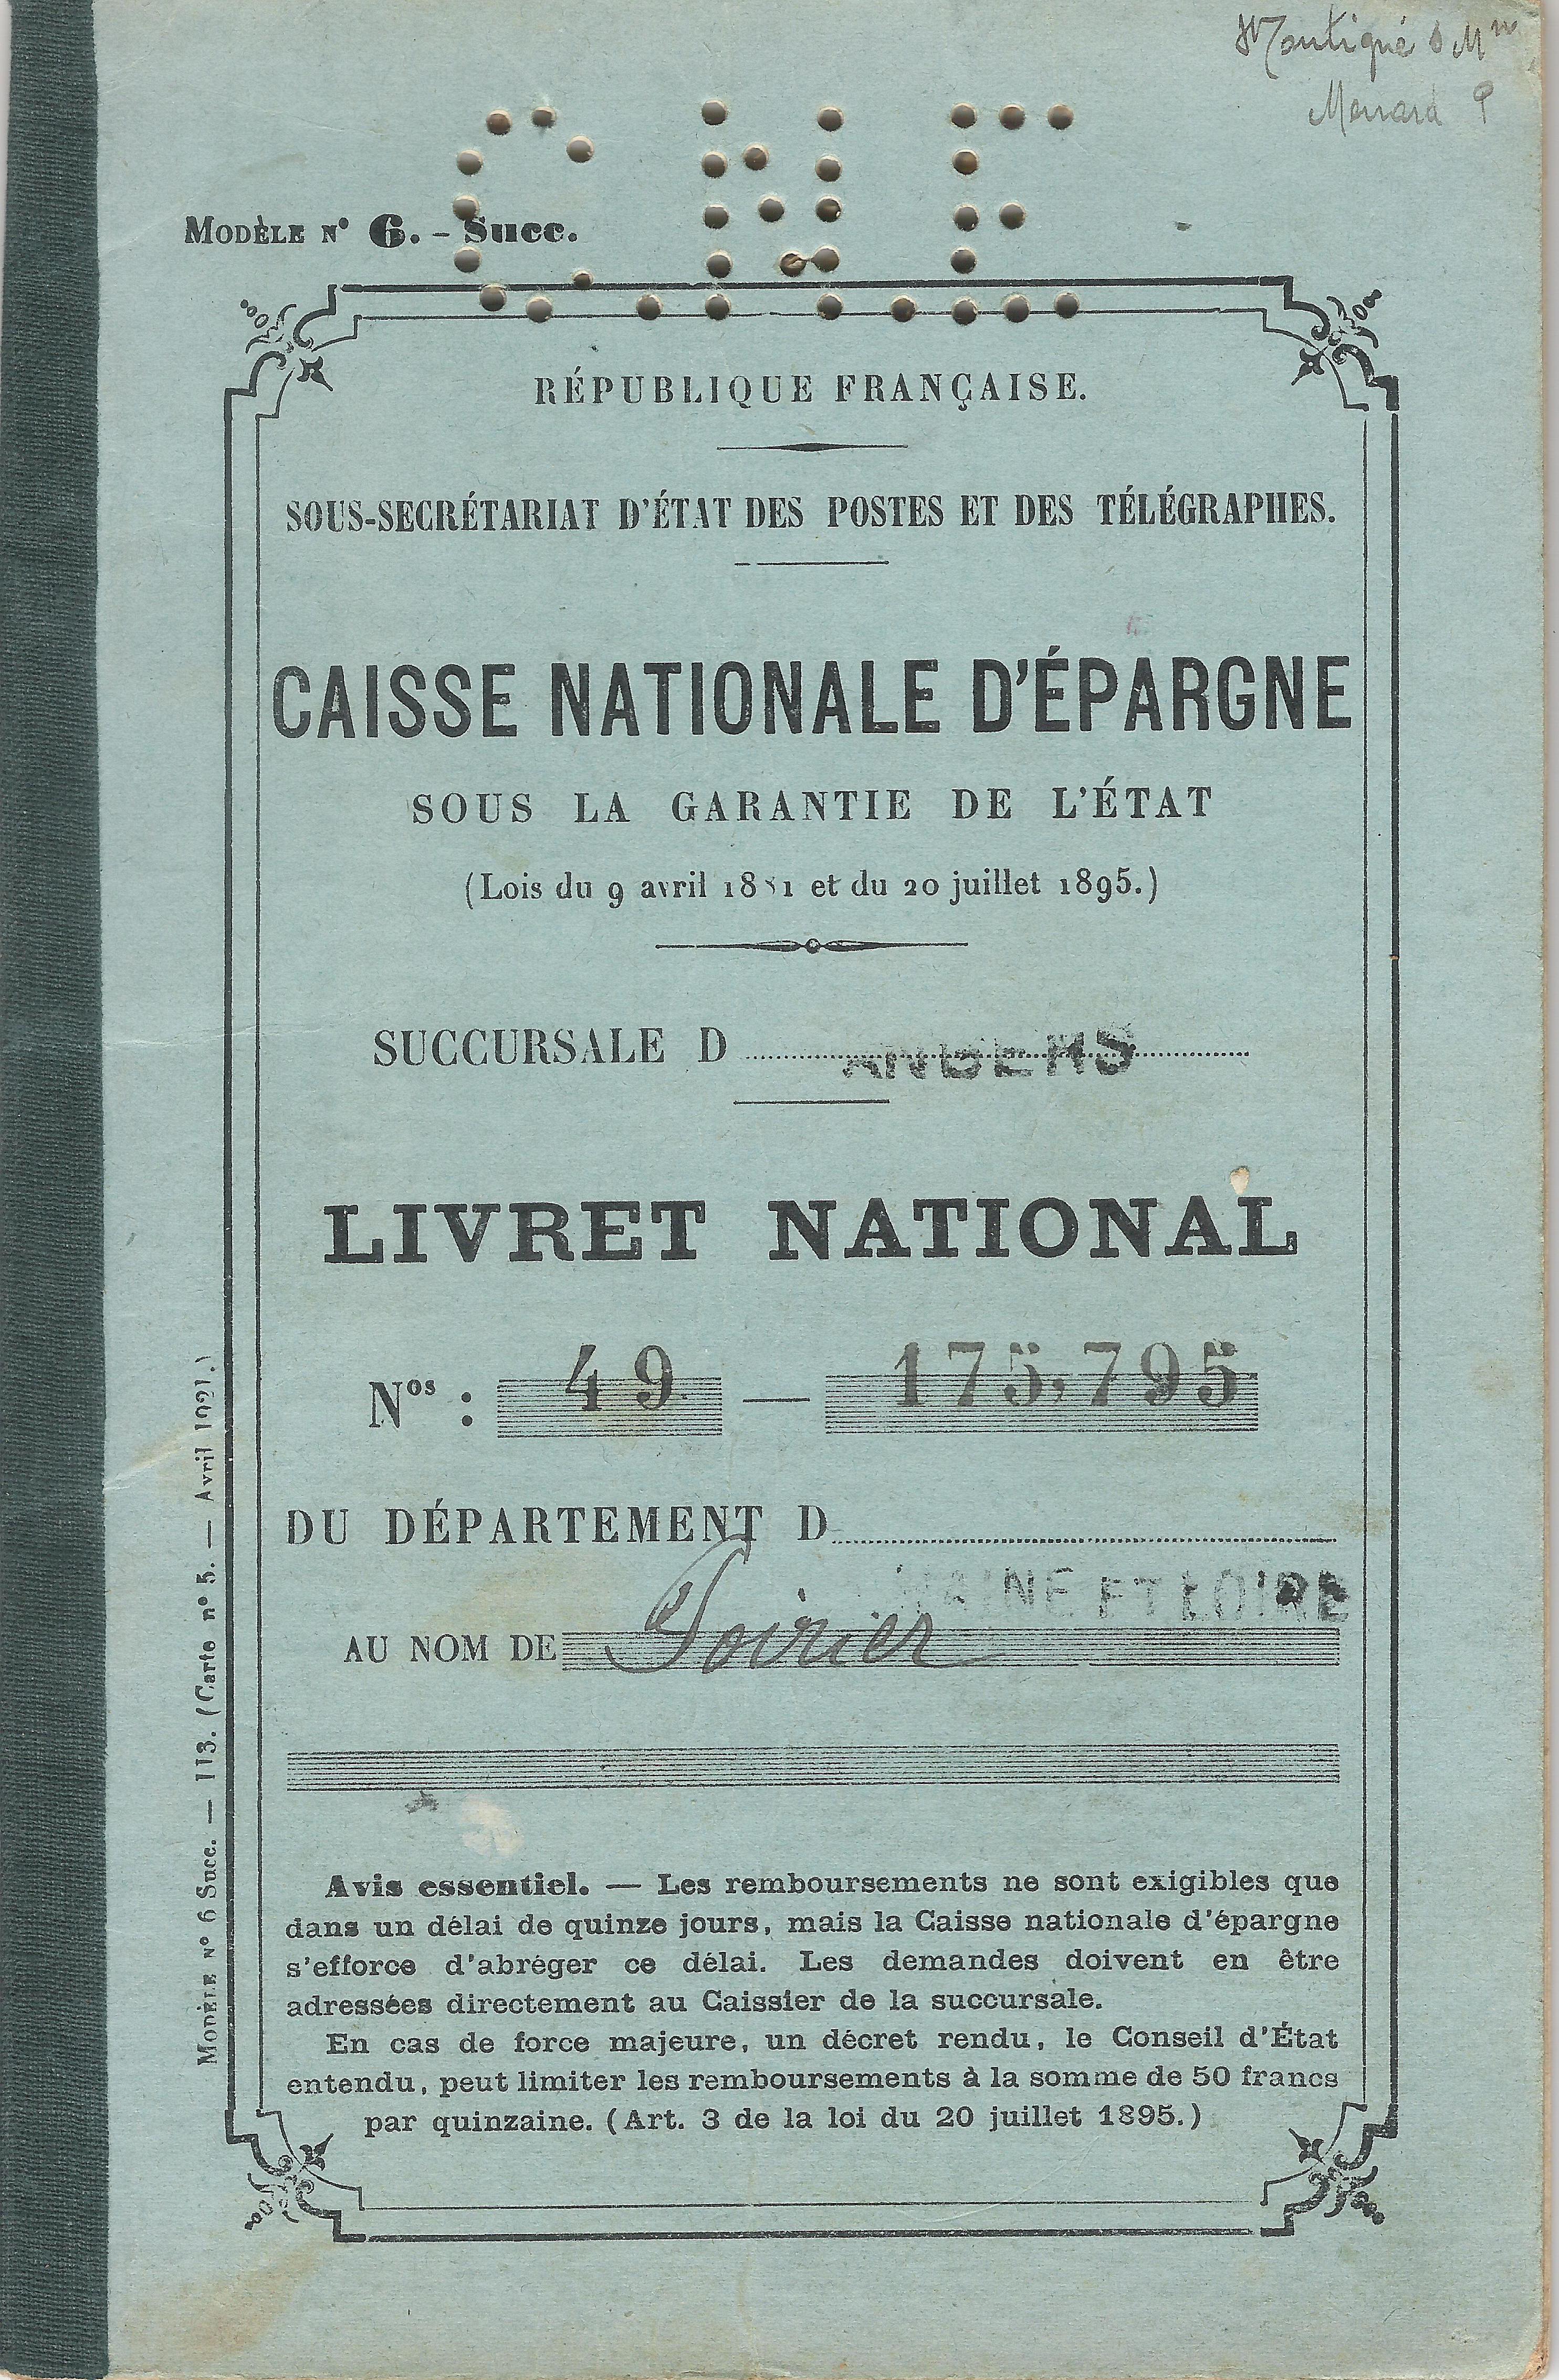 Montigné s Mne
Menard P
C.N.E
MODÈLE N° 6. – Succ.
RÉPUBLIQUE FRANÇAISE.
SOUS-SECRÉTARIAT D'ÉTAT DES POSTES ET DES TÉLÉGRAPHES.
CAISSE NATIONALE D'ÉPARGNE
SOUS LA GARANTIE DE L'ÉTAT
(Lois du 9 avril 1881 et du 20 juillet 1895.)
SUCCURSALE D ANGERS
LIVRET NATIONAL
Nos : 49 — 175,795
DU DÉPARTEMENT D
MAINE ET LOIRE
AU NOM DE Poirier
Avis essentiel. — Les remboursements ne sont exigibles que
dans un délai de quinze jours, mais la Caisse nationale d'épargne
s'efforce d'abréger ce délai. Les demandes doivent en être
adressées directement au Caissier de la succursale.
En cas de force majeure, un décret rendu, le Conseil d'État
entendu, peut limiter les remboursements à la somme de 50 francs
par quinzaine. (Art. 3 de la loi du 20 juillet 1895.)
MODÈLE N° 6 Succ. — 113. (Carte n° 5. — Avril 1921.)